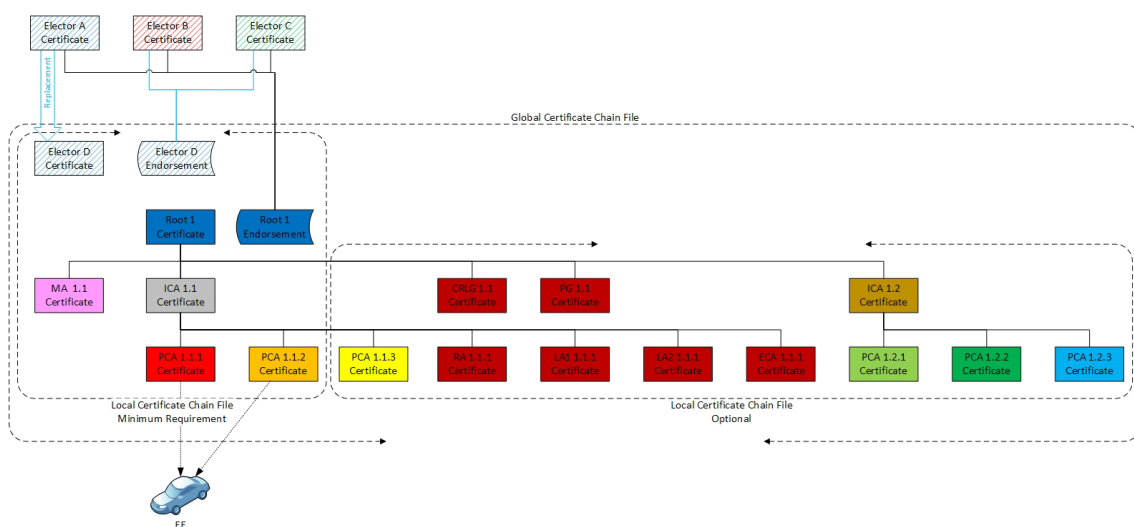 Elector A
Certificate
Elector B
Certificate
Elector C
Certificate
Replacement
Global Certificate Chain File
Elector D
Certificate
Elector D
Endorsement
Root 1
Certificate
Root 1
Endorsement
MA 1.1
Certificate
ICA 1.1
Certificate
CRLG 1.1
Certificate
PG 1.1
Certificate
ICA 1.2
Certificate
PCA 1.1.1
Certificate
PCA 1.1.2
Certificate
PCA 1.1.3
Certificate
RA 1.1.1
Certificate
LA1 1.1.1
Certificate
LA2 1.1.1
Certificate
ECA 1.1.1
Certificate
PCA 1.2.1
Certificate
PCA 1.2.2
Certificate
PCA 1.2.3
Certificate
Local Certificate Chain File
Minimum Requirement
Local Certificate Chain File
Optional
EE